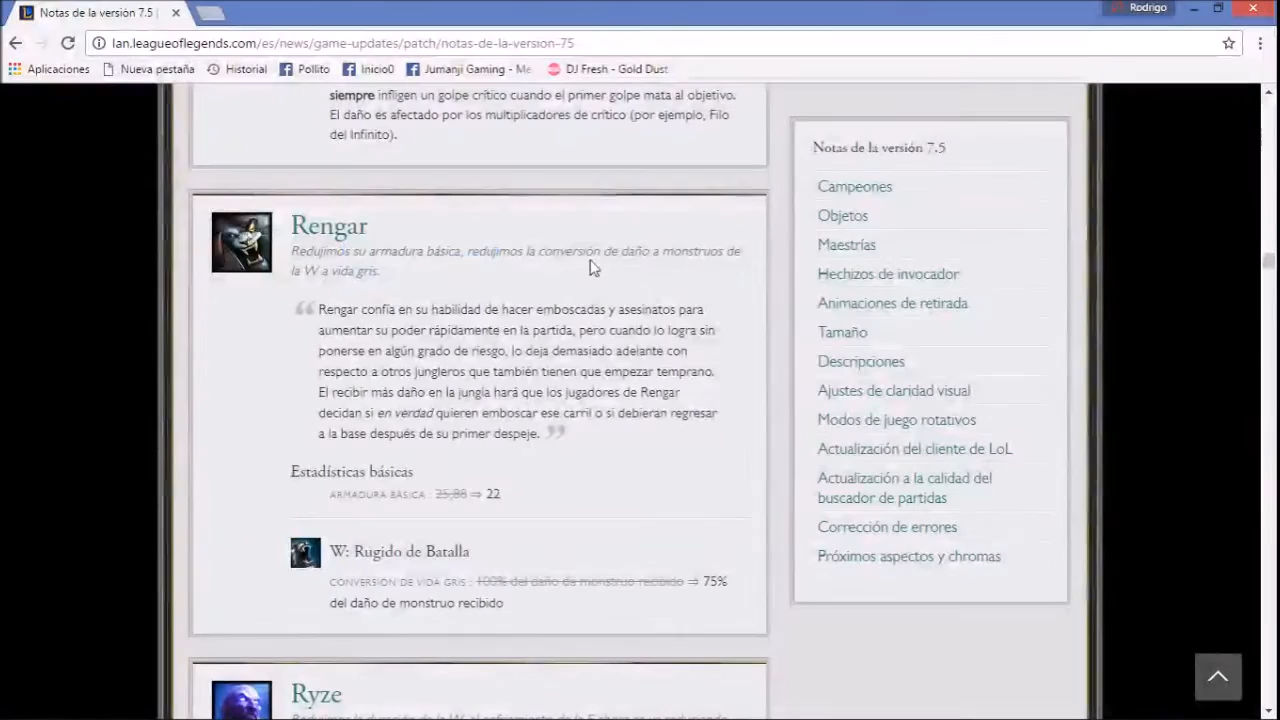 Notas de la versión 7.5
Rodrigo
lan.leagueoflegends.com/es/news/game-updates/patch/notas-de-la-version-75
Aplicaciones Nueva pestaña Historial Pollito Inicio0 Jumanji Gaming - Me DJ Fresh - Gold Dust
siempre infligen un golpe crítico cuando el primer golpe mata al objetivo.
El daño es afectado por los multiplicadores de crítico (por ejemplo, Filo
del Infinito).
Rengar
Redujimos su armadura básica, redujimos la conversión de daño a monstruos de
la W a vida gris.
Rengar confía en su habilidad de hacer emboscadas y asesinatos para
aumentar su poder rápidamente en la partida, pero cuando lo logra sin
ponerse en algún grado de riesgo, lo deja demasiado adelante con
respecto a otros jungleros que también tienen que empezar temprano.
El recibir más daño en la jungla hará que los jugadores de Rengar
decidan si en verdad quieren emboscar ese carril o si debieran regresar
a la base después de su primer despeje.
Estadísticas básicas
ARMADURA BÁSICA : 25,88 ⇒ 22
W: Rugido de Batalla
CONVERSIÓN DE VIDA GRIS : 100% del daño de monstruo recibido ⇒ 75%
del daño de monstruo recibido
Ryze
Notas de la versión 7.5
Campeones
Objetos
Maestrías
Hechizos de invocador
Animaciones de retirada
Tamaño
Descripciones
Ajustes de claridad visual
Modos de juego rotativos
Actualización del cliente de LoL
Actualización a la calidad del
buscador de partidas
Corrección de errores
Próximos aspectos y chromas